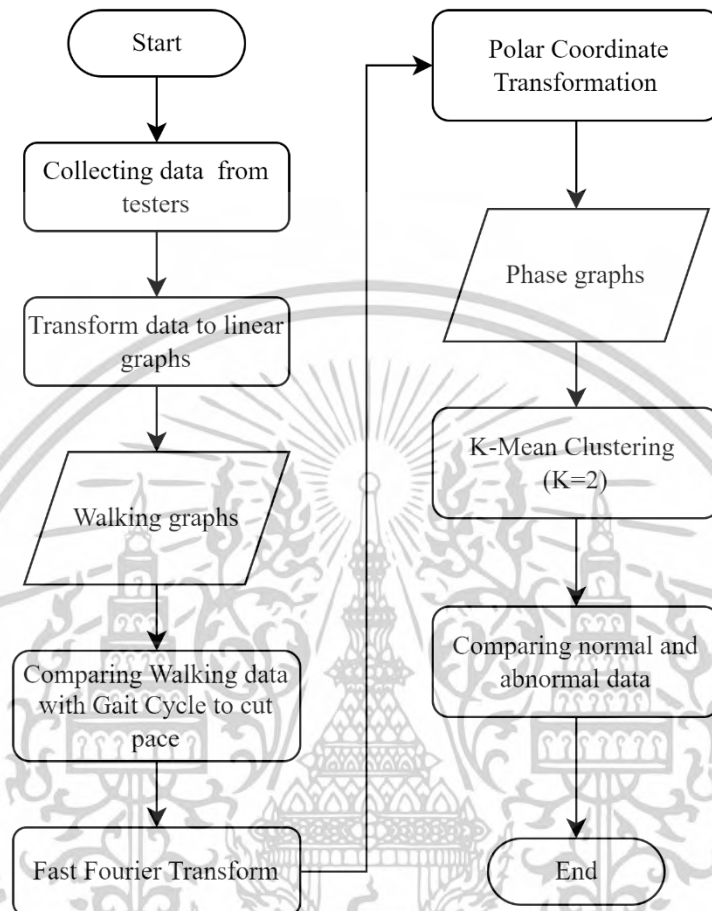 Start
Collecting data from
testers
Transform data to linear
graphs
Walking graphs
Comparing Walking data
with Gait Cycle to cut
pace
Fast Fourier Transform
Polar Coordinate
Transformation
Phase graphs
K-Mean Clustering
(K=2)
Comparing normal and
abnormal data
End